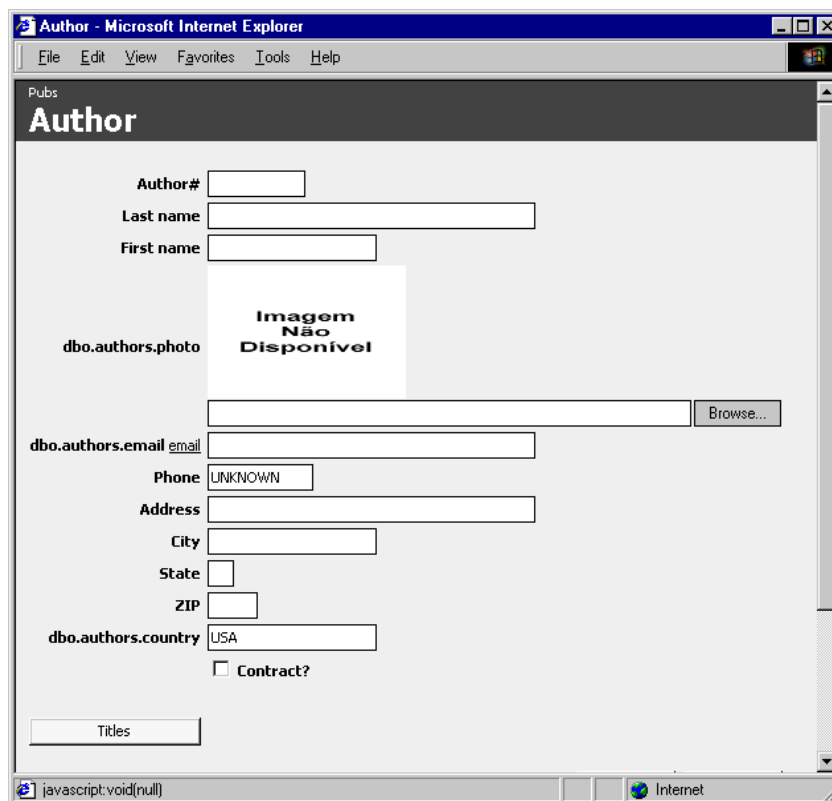 Author - Microsoft Internet Explorer
File Edit View Favorites Tools Help
Pubs
Author
Author#
Last name
First name
Imagem
Não
Disponível
dbo.authors.photo
Browse...
dbo.authors.email email
Phone UNKNOWN
Address
City
State
ZIP
dbo.authors.country USA
Contract?
Titles
javascript:void(null) Internet